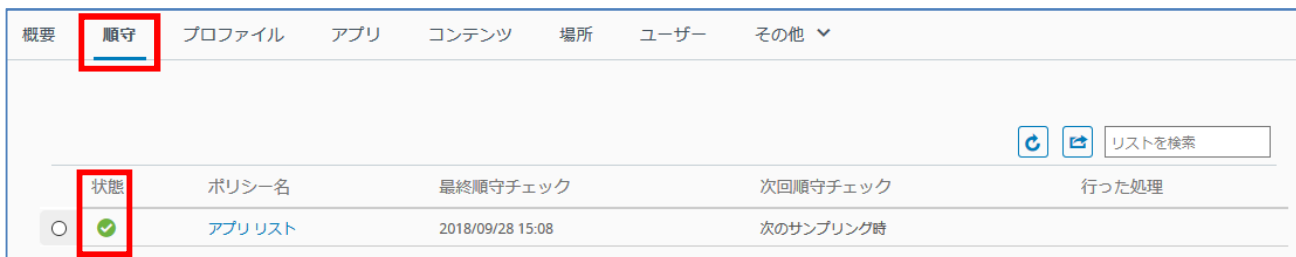 概要 順守 プロファイル アプリ コンテンツ 場所 ユーザー その他
リストを検索
状態 ポリシー名 最終順守チェック 次回順守チェック 行った処理
アプリ リスト 2018/09/28 15:08 次のサンプリング時